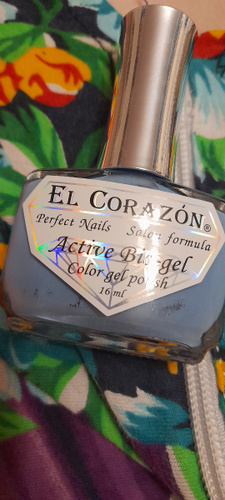 EL CORAZÓN®
Perfect Nails Salon formula
Active Bio-gel
Color gel polish
16 ml